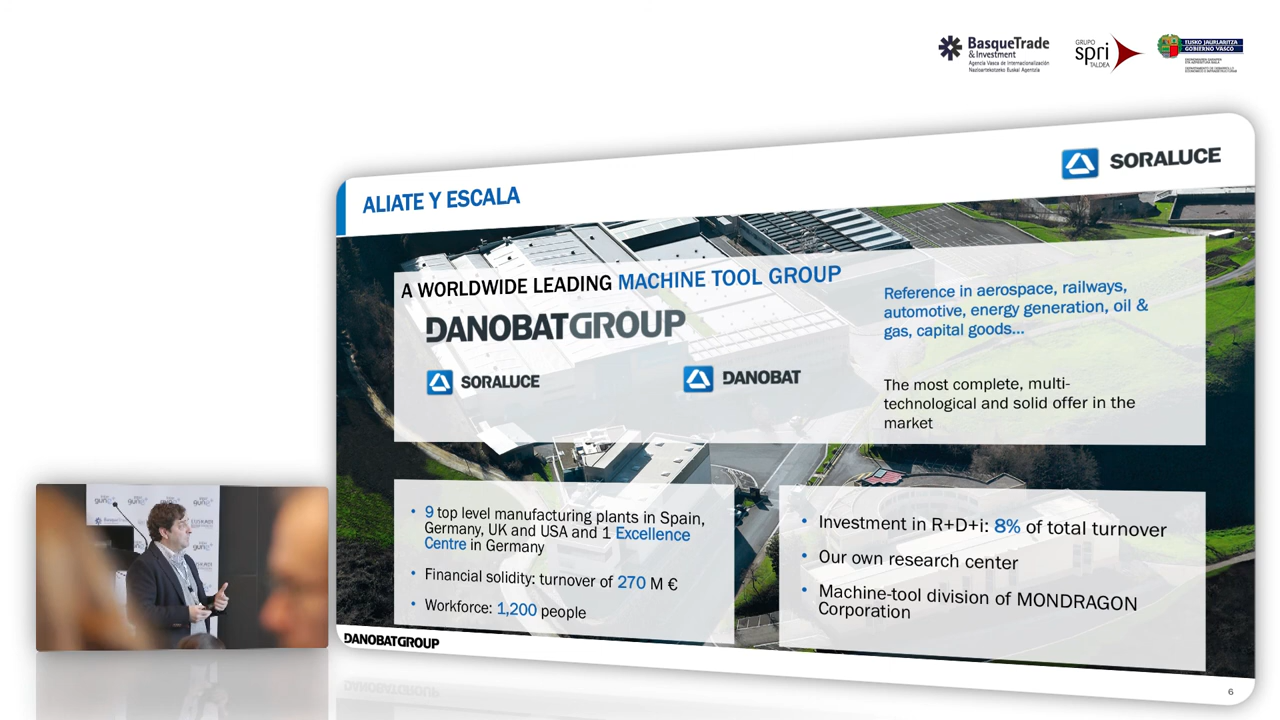 BasqueTrade
& Investment
Agencia Vasca de Internacionalización
Nazioartekotzeko Euskal Agentzia
GRUPO
spri
TALDEA
EUSKO JAURLARITZA
GOBIERNO VASCO
SORALUCE
ALIATE Y ESCALA
A WORLDWIDE LEADING MACHINE TOOL GROUP
DANOBATGROUP
SORALUCE
DANOBAT
Reference in aerospace, railways,
automotive, energy generation, oil &
gas, capital goods...
The most complete, multi-
technological and solid offer in the
market
• 9 top level manufacturing plants in Spain,
Germany, UK and USA and 1 Excellence
Centre in Germany
• Financial solidity: turnover of 270 M €
• Workforce: 1,200 people
• Investment in R+D+i: 8% of total turnover
• Our own research center
• Machine-tool division of MONDRAGON
Corporation
DANOBATGROUP
6